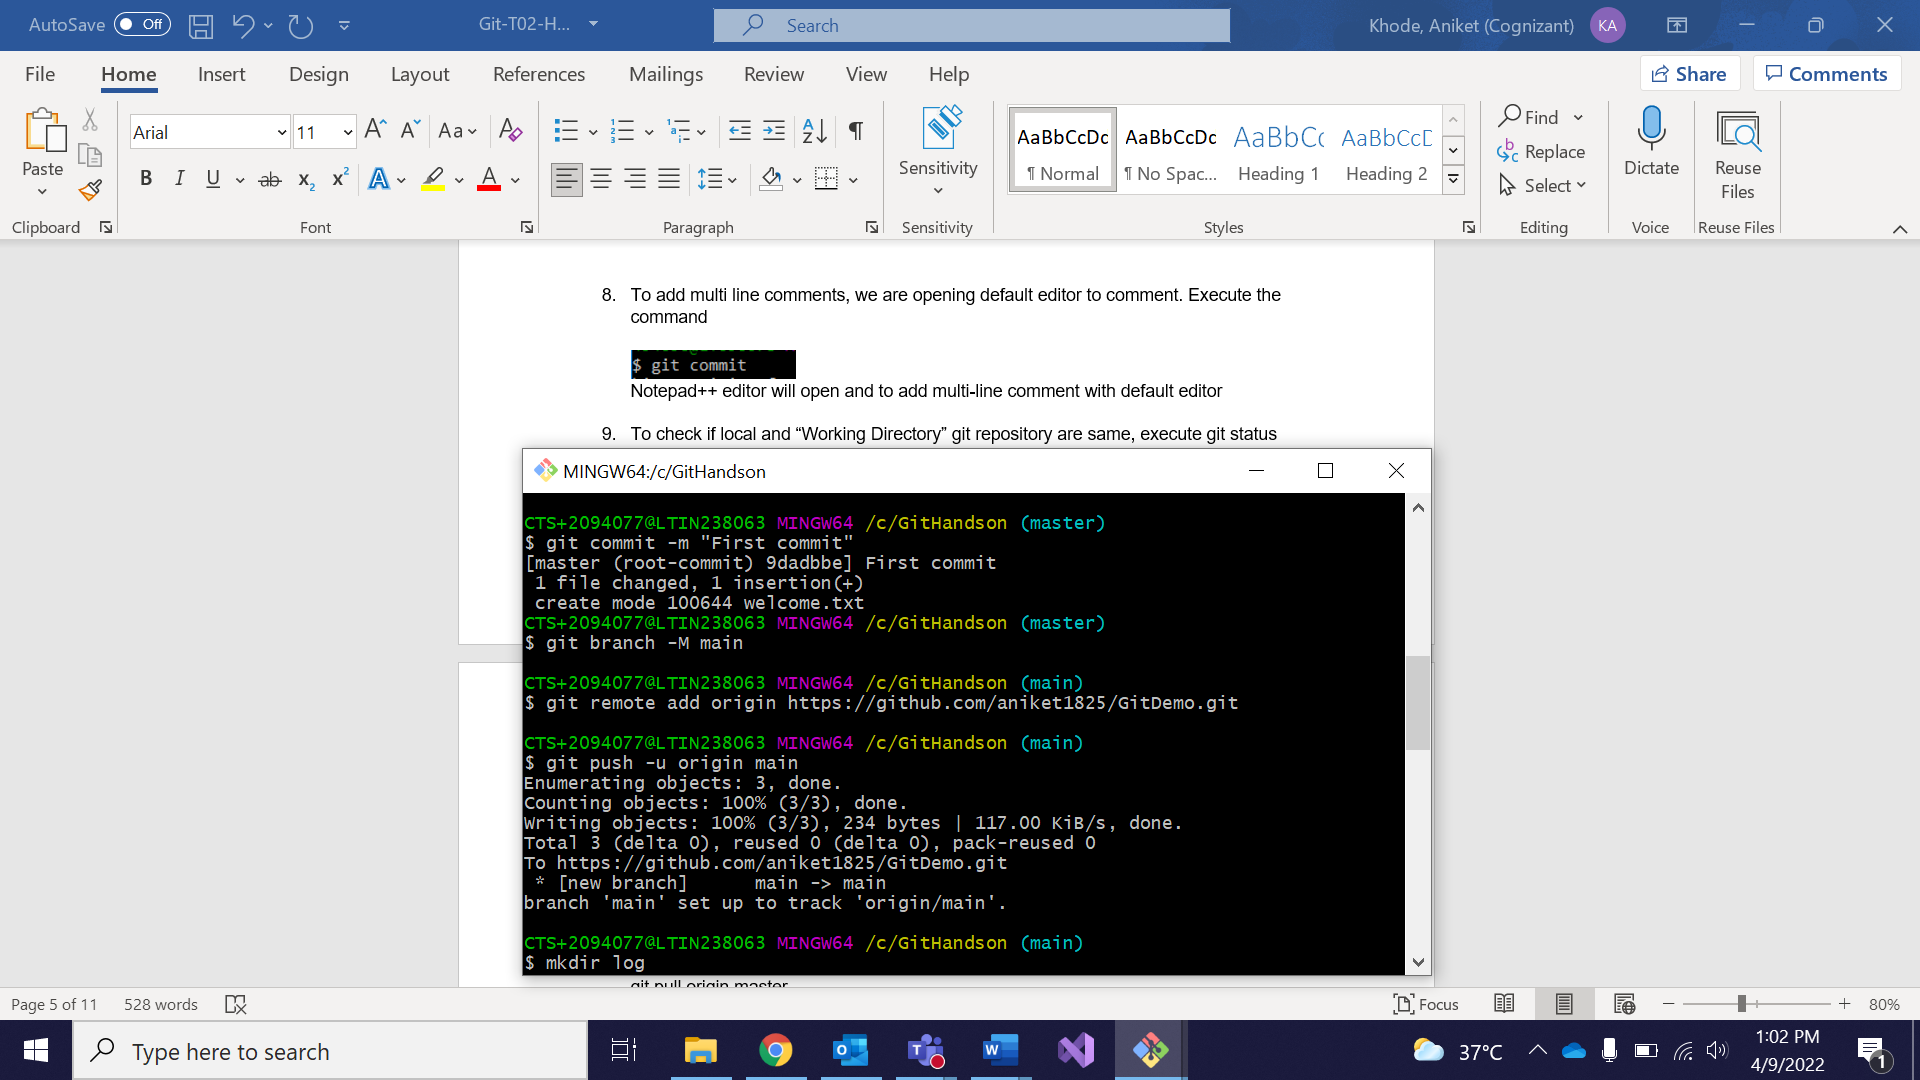 AutoSave Off Git-T02-H... Search Khode, Aniket (Cognizant) KA
File Home Insert Design Layout References Mailings Review View Help Share Comments
Arial 11 Aa AaBbCcDc AaBbCcDc AaBbCc AaBbCcD Find
Paste Sensitivity Replace Dictate Reuse Files
B I U ab x2 x2 A A ¶ Normal ¶ No Spac... Heading 1 Heading 2 Select
Clipboard Font Paragraph Sensitivity Styles Editing Voice Reuse Files
8. To add multi line comments, we are opening default editor to comment. Execute the
command
$ git commit
Notepad++ editor will open and to add multi-line comment with default editor
9. To check if local and “Working Directory” git repository are same, execute git status
MINGW64:/c/GitHandson
CTS+2094077@LTIN238063 MINGW64 /c/GitHandson (master)
$ git commit -m "First commit"
[master (root-commit) 9dadbbe] First commit
1 file changed, 1 insertion(+)
create mode 100644 welcome.txt
CTS+2094077@LTIN238063 MINGW64 /c/GitHandson (master)
$ git branch -M main
CTS+2094077@LTIN238063 MINGW64 /c/GitHandson (main)
$ git remote add origin https://github.com/aniket1825/GitDemo.git
CTS+2094077@LTIN238063 MINGW64 /c/GitHandson (main)
$ git push -u origin main
Enumerating objects: 3, done.
Counting objects: 100% (3/3), done.
Writing objects: 100% (3/3), 234 bytes | 117.00 KiB/s, done.
Total 3 (delta 0), reused 0 (delta 0), pack-reused 0
To https://github.com/aniket1825/GitDemo.git
* [new branch] main -> main
branch 'main' set up to track 'origin/main'.
CTS+2094077@LTIN238063 MINGW64 /c/GitHandson (main)
$ mkdir log
git pull origin master
Page 5 of 11 528 words Focus 80%
Type here to search 37°C 1:02 PM
4/9/2022 1